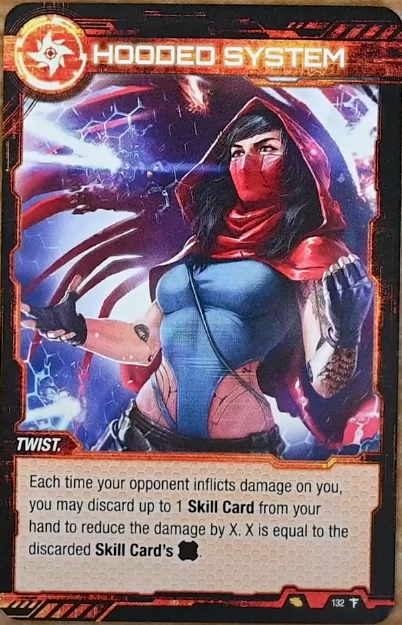 HOODED SYSTEM
TWIST.
Each time your opponent inflicts damage on you,
you may discard up to 1 Skill Card from your
hand to reduce the damage by X. X is equal to the
discarded Skill Card's .
132